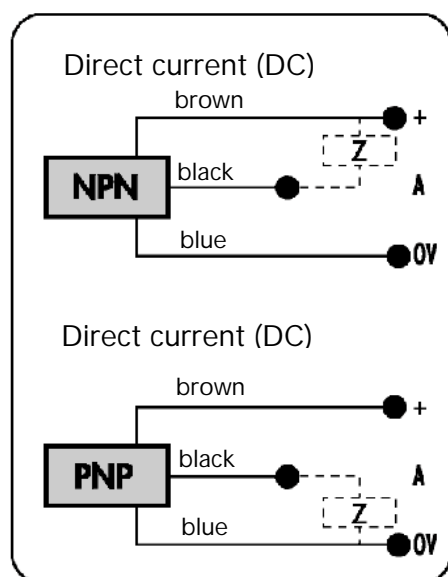 Direct current (DC)
brown
+
Z
NPN
black
A
blue
0V
Direct current (DC)
brown
+
PNP
black
A
Z
blue
0V